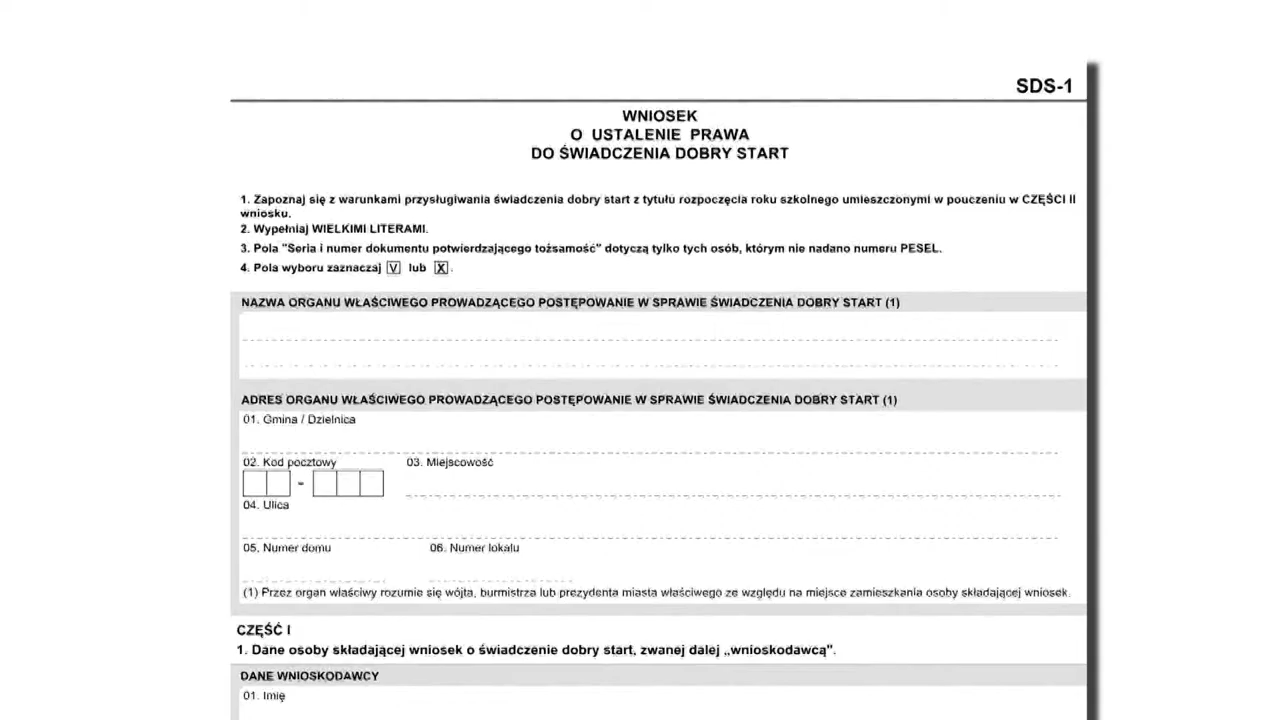 SDS-1
WNIOSEK
O USTALENIE PRAWA
DO ŚWIADCZENIA DOBRY START
1. Zapoznaj się z warunkami przysługiwania świadczenia dobry start z tytułu rozpoczęcia roku szkolnego umieszczonymi w pouczeniu w CZĘŚCI II
wniosku.
2. Wypełniaj WIELKIMI LITERAMI.
3. Pola "Seria i numer dokumentu potwierdzającego tożsamość" dotyczą tylko tych osób, którym nie nadano numeru PESEL.
4. Pola wyboru zaznaczaj V lub X.
NAZWA ORGANU WŁAŚCIWEGO PROWADZĄCEGO POSTĘPOWANIE W SPRAWIE ŚWIADCZENIA DOBRY START (1)
ADRES ORGANU WŁAŚCIWEGO PROWADZĄCEGO POSTĘPOWANIE W SPRAWIE ŚWIADCZENIA DOBRY START (1)
01. Gmina / Dzielnica
02. Kod pocztowy 03. Miejscowość
-
04. Ulica
05. Numer domu 06. Numer lokalu
(1) Przez organ właściwy rozumie się wójta, burmistrza lub prezydenta miasta właściwego ze względu na miejsce zamieszkania osoby składającej wniosek.
CZĘŚĆ I
1. Dane osoby składającej wniosek o świadczenie dobry start, zwanej dalej „wnioskodawcą”.
DANE WNIOSKODAWCY
01. Imię